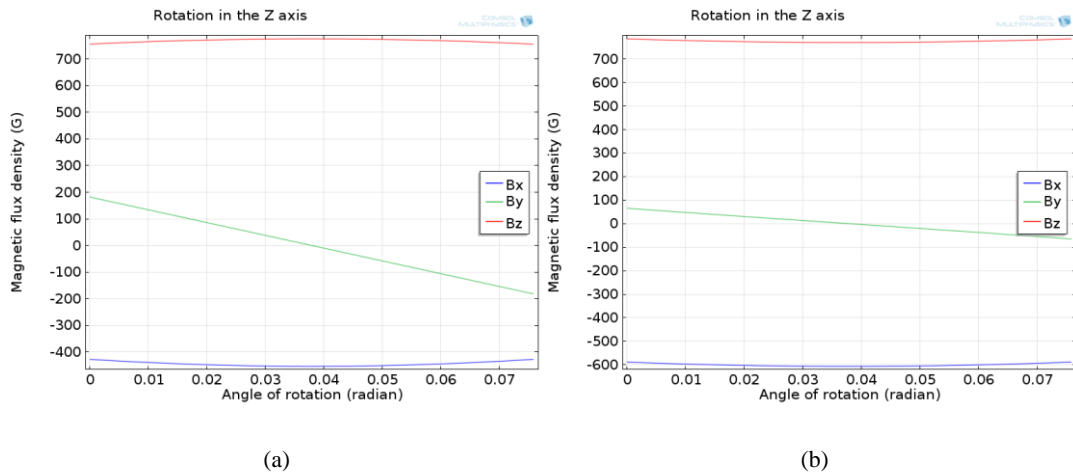 Rotation in the Z axis
COMSOL
MULTIPHYSICS
700
600
500
400
300
200
100
0
-100
-200
-300
-400
Magnetic flux density (G)
Bx
By
Bz
0 0.01 0.02 0.03 0.04 0.05 0.06 0.07
Angle of rotation (radian)
(a)
Rotation in the Z axis
COMSOL
MULTIPHYSICS
700
600
500
400
300
200
100
0
-100
-200
-300
-400
-500
-600
Magnetic flux density (G)
Bx
By
Bz
0 0.01 0.02 0.03 0.04 0.05 0.06 0.07
Angle of rotation (radian)
(b)